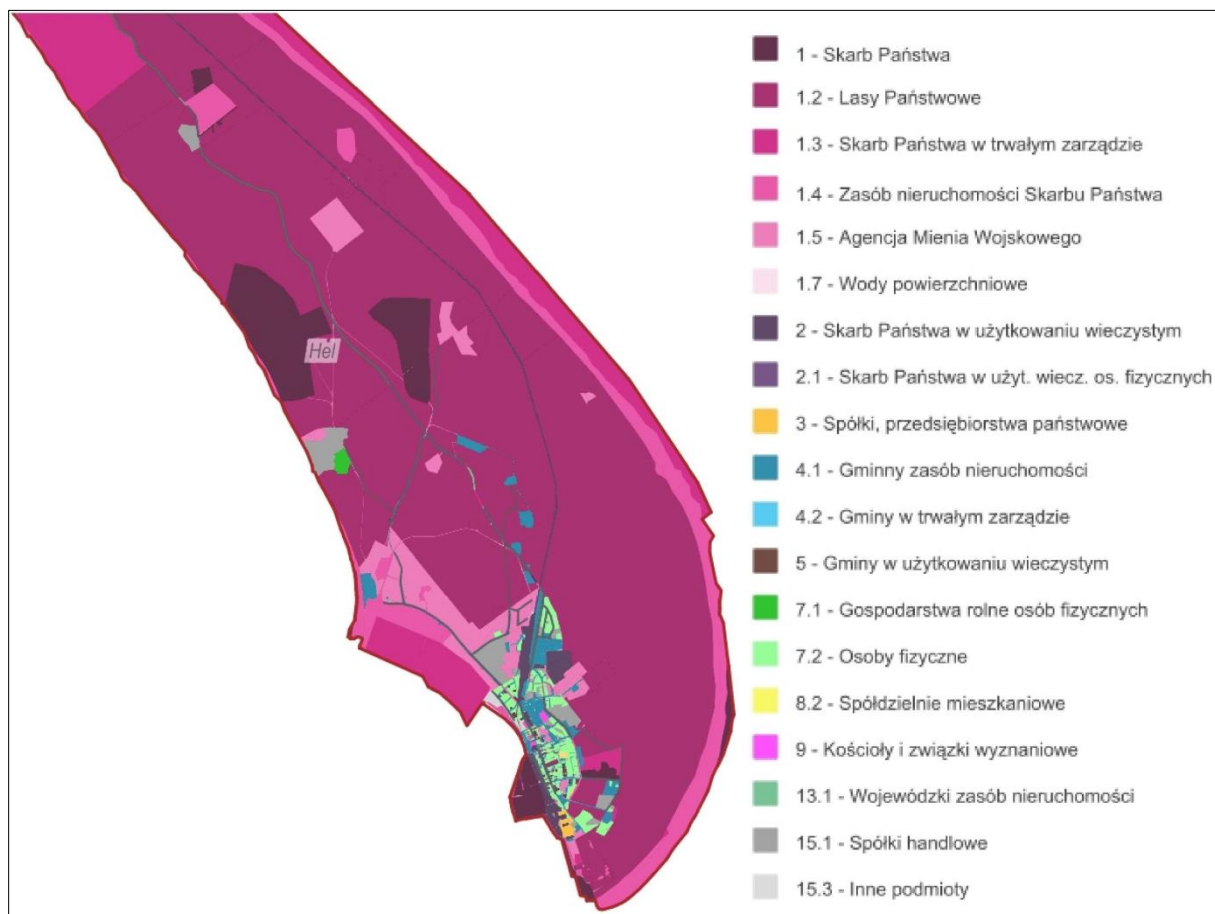 Hel
1 - Skarb Państwa
1.2 - Lasy Państwowe
1.3 - Skarb Państwa w trwałym zarządzie
1.4 - Zasób nieruchomości Skarbu Państwa
1.5 - Agencja Mienia Wojskowego
1.7 - Wody powierzchniowe
2 - Skarb Państwa w użytkowaniu wieczystym
2.1 - Skarb Państwa w użyt. wiecz. os. fizycznych
3 - Spółki, przedsiębiorstwa państwowe
4.1 - Gminny zasób nieruchomości
4.2 - Gminy w trwałym zarządzie
5 - Gminy w użytkowaniu wieczystym
7.1 - Gospodarstwa rolne osób fizycznych
7.2 - Osoby fizyczne
8.2 - Spółdzielnie mieszkaniowe
9 - Kościoły i związki wyznaniowe
13.1 - Wojewódzki zasób nieruchomości
15.1 - Spółki handlowe
15.3 - Inne podmioty